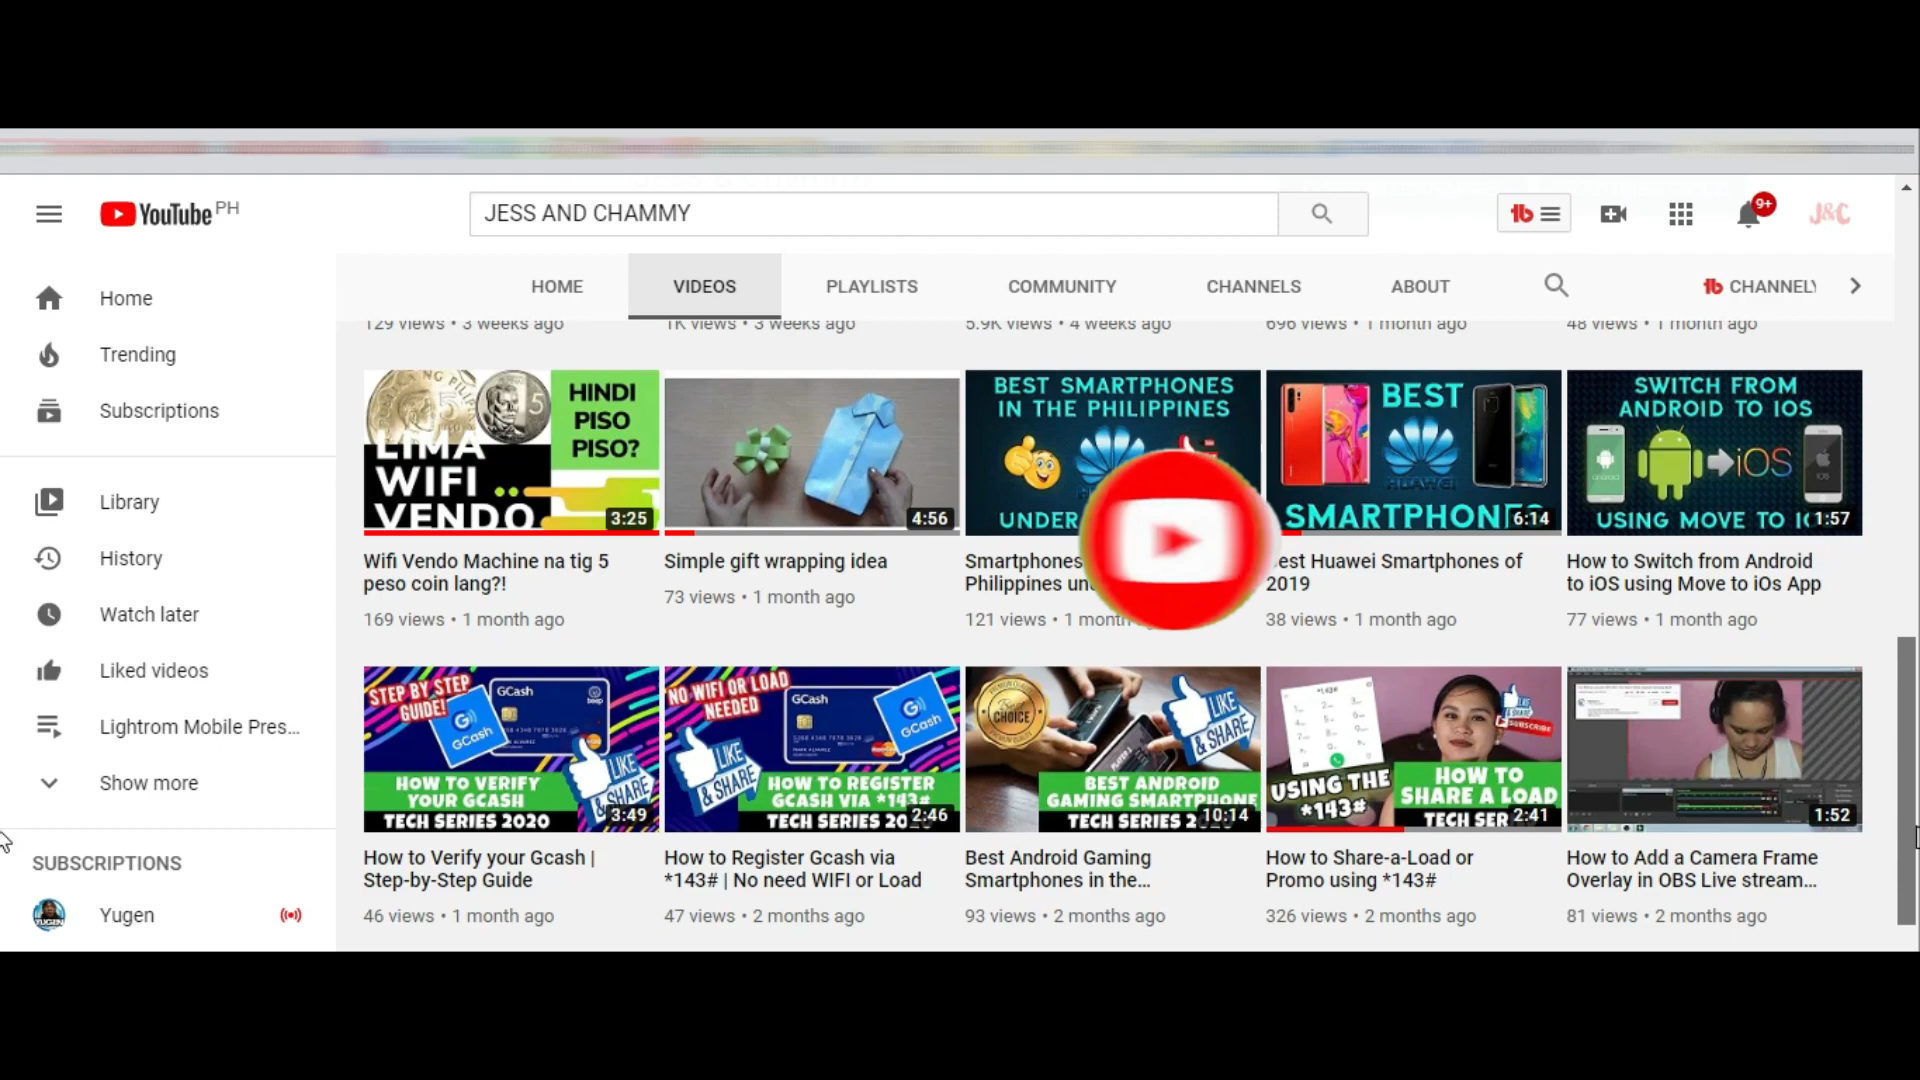 YouTube PH
JESS AND CHAMMY
9+
J&C
HOME
VIDEOS
PLAYLISTS
COMMUNITY
CHANNELS
ABOUT
CHANNELY
Home
Trending
Subscriptions
Library
History
Watch later
Liked videos
Lightrom Mobile Pres...
Show more
SUBSCRIPTIONS
Yugen
129 views • 3 weeks ago
1K views • 3 weeks ago
5.9K views • 4 weeks ago
696 views • 1 month ago
48 views • 1 month ago
HINDI
PISO
PISO?
LIMA
WIFI
VENDO
3:25
Wifi Vendo Machine na tig 5
peso coin lang?!
169 views • 1 month ago
4:56
Simple gift wrapping idea
73 views • 1 month ago
BEST SMARTPHONES
IN THE PHILIPPINES
UNDER
Smartphones
Philippines
121 views • 1 month
BEST
HUAWEI
SMARTPHON
6:14
Huawei Smartphones of
2019
38 views • 1 month ago
SWITCH FROM
ANDROID TO IOS
iOS
USING MOVE TO
1:57
How to Switch from Android
to iOS using Move to iOs App
77 views • 1 month ago
STEP BY STEP
GUIDE!
GCash
GCash
LIKE
& SHARE
HOW TO VERIFY
YOUR GCASH
TECH SERIES 2020
3:49
How to Verify your Gcash |
Step-by-Step Guide
46 views • 1 month ago
NO WIFI OR LOAD
NEEDED
GCash
GCash
LIKE
& SHARE
HOW TO REGISTER
GCASH VIA *143#
TECH SERIES 20
2:46
How to Register Gcash via
*143# | No need WIFI or Load
47 views • 2 months ago
CHOICE
LIKE
& SHARE
BEST ANDROID
GAMING SMARTPHONE
TECH SERIES 2
10:14
Best Android Gaming
Smartphones in the...
93 views • 2 months ago
*143#
LIKE
& SHARE
SUBSCRIBE
USING THE
*143#
HOW TO
SHARE A LOAD
TECH SER
2:41
How to Share-a-Load or
Promo using *143#
326 views • 2 months ago
1:52
How to Add a Camera Frame
Overlay in OBS Live stream...
81 views • 2 months ago